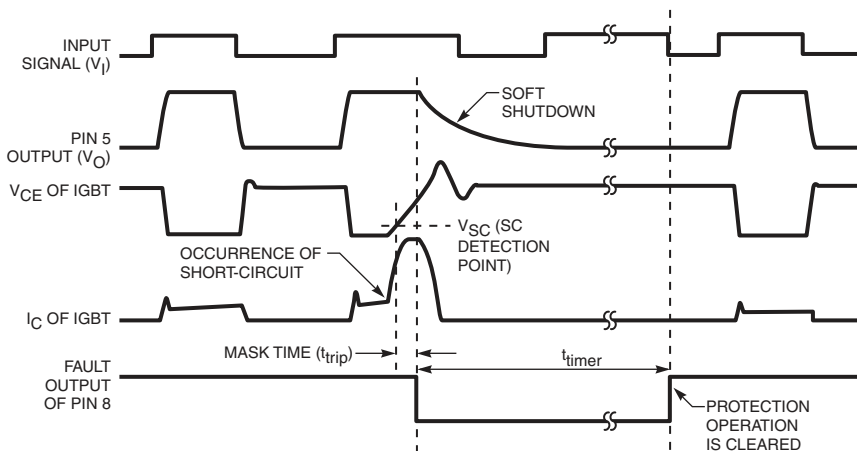 INPUT
SIGNAL (VI)
SOFT
SHUTDOWN
PIN 5
OUTPUT (VO)
VCE OF IGBT
VSC (SC
DETECTION
POINT)
OCCURRENCE OF
SHORT-CIRCUIT
IC OF IGBT
MASK TIME (ttrip)
ttimer
FAULT
OUTPUT
OF PIN 8
PROTECTION
OPERATION
IS CLEARED